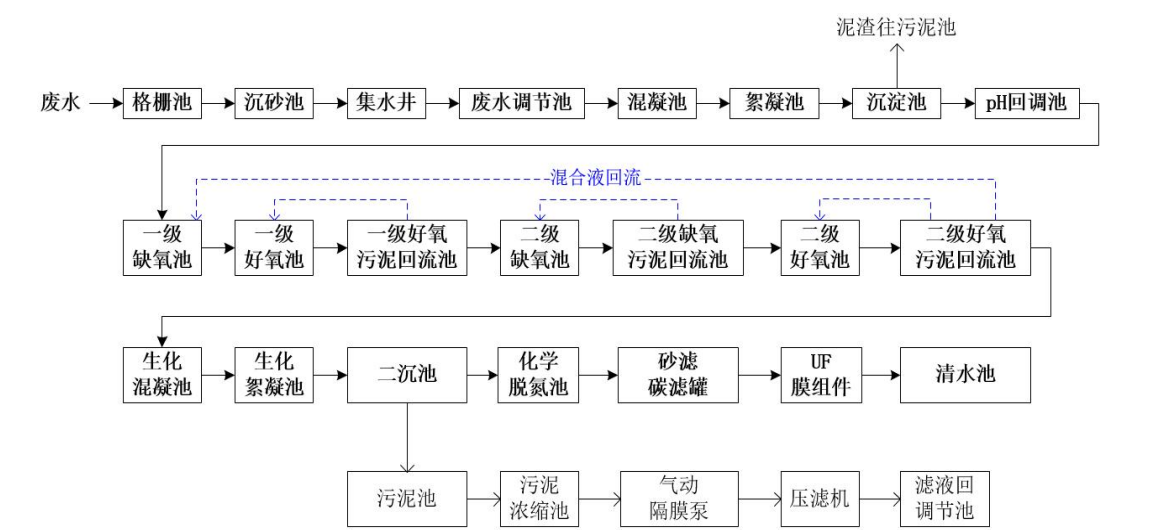 泥渣往污泥池
废水
格栅池
沉砂池
集水井
废水调节池
混凝池
絮凝池
沉淀池
pH回调池
混合液回流
一级
缺氧池
一级
好氧池
一级好氧
污泥回流池
二级
缺氧池
二级缺氧
污泥回流池
二级
好氧池
二级好氧
污泥回流池
生化
混凝池
生化
絮凝池
二沉池
化学
脱氮池
砂滤
碳滤罐
UF
膜组件
清水池
污泥池
污泥
浓缩池
气动
隔膜泵
压滤机
滤液回
调节池